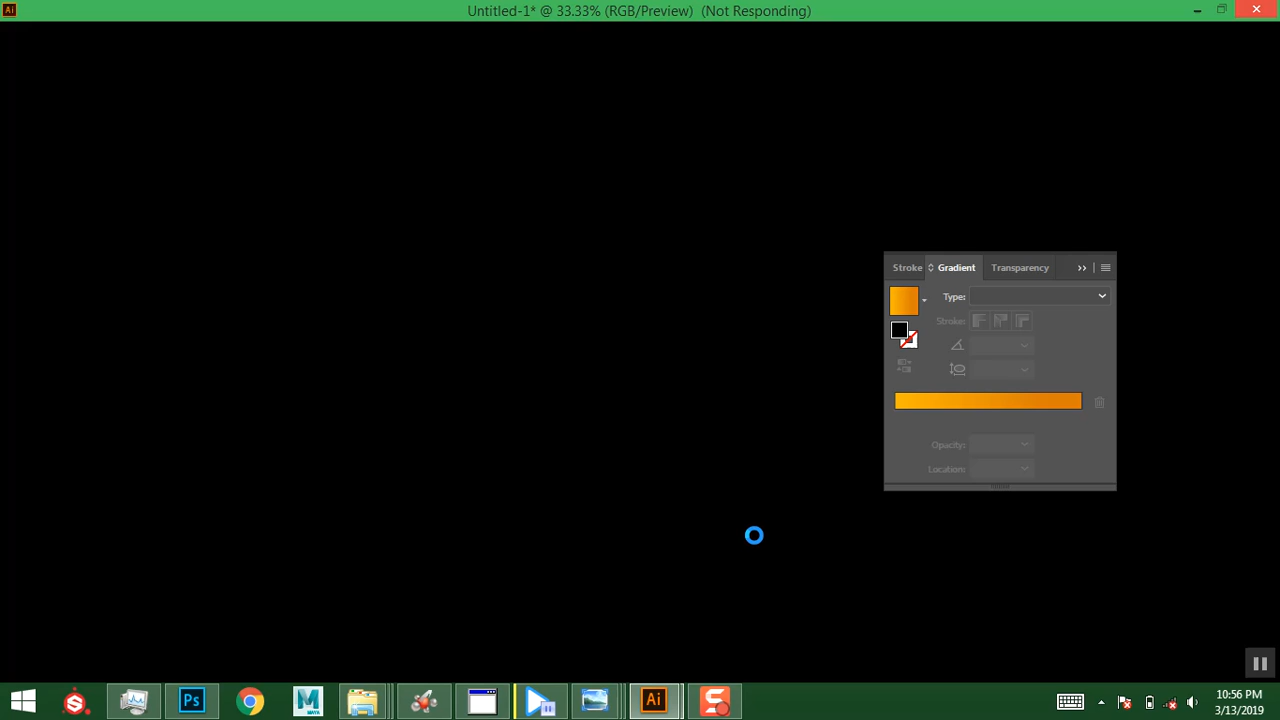 Ai
Untitled-1* @ 33.33% (RGB/Preview) (Not Responding)
Stroke
Gradient
Transparency
Type:
Stroke:
Opacity:
Location:
Ps
MAYA
Ai
10:56 PM
3/13/2019